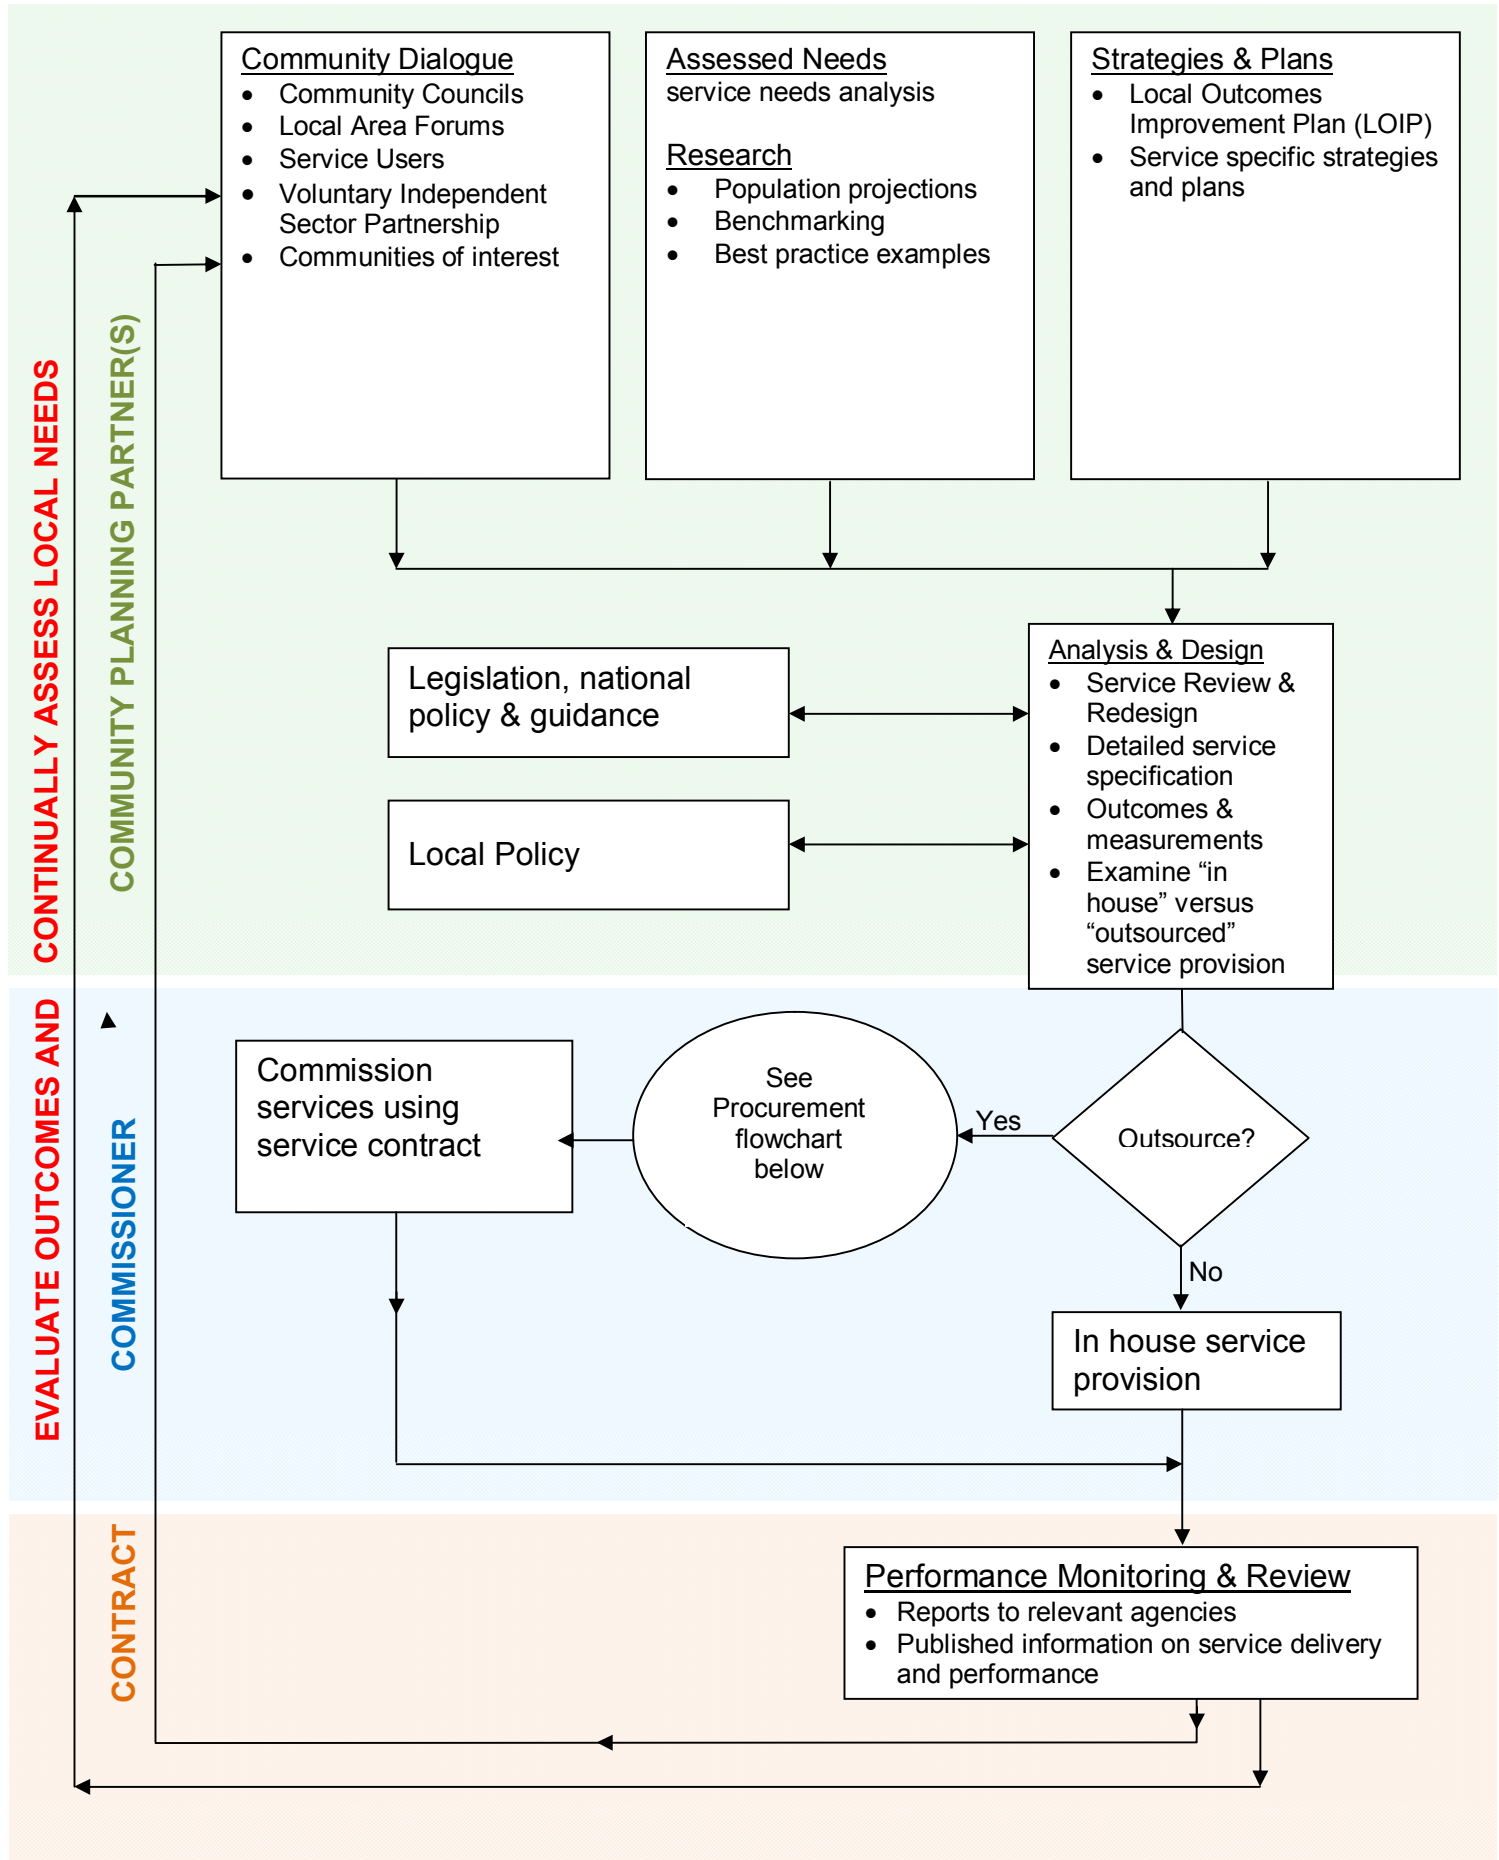 Community Dialogue
• Community Councils
• Local Area Forums
• Service Users
• Voluntary Independent
Sector Partnership
• Communities of interest
Assessed Needs
service needs analysis
Research
• Population projections
• Benchmarking
• Best practice examples
Strategies & Plans
• Local Outcomes
Improvement Plan (LOIP)
• Service specific strategies
and plans
EVALUATE OUTCOMES AND CONTINUALLY ASSESS LOCAL NEEDS
COMMUNITY PLANNING PARTNER(S)
Legislation, national
policy & guidance
Local Policy
Analysis & Design
• Service Review &
Redesign
• Detailed service
specification
• Outcomes &
measurements
• Examine “in
house” versus
“outsourced”
service provision
COMMISSIONER
Commission
services using
service contract
See
Procurement
flowchart
below
Yes
Outsource?
No
In house service
provision
CONTRACT
Performance Monitoring & Review
• Reports to relevant agencies
• Published information on service delivery
and performance